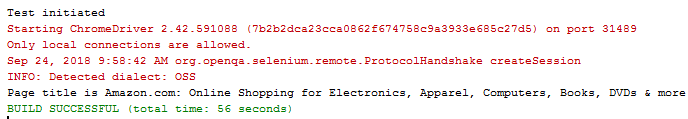 Test initiated
Starting ChromeDriver 2.42.591088 (7b2b2dca23cca0862f674758c9a3933e685c27d5) on port 31489
Only local connections are allowed.
Sep 24, 2018 9:58:42 AM org.openqa.selenium.remote.ProtocolHandshake createSession
INFO: Detected dialect: OSS
Page title is Amazon.com: Online Shopping for Electronics, Apparel, Computers, Books, DVDs & more
BUILD SUCCESSFUL (total time: 56 seconds)